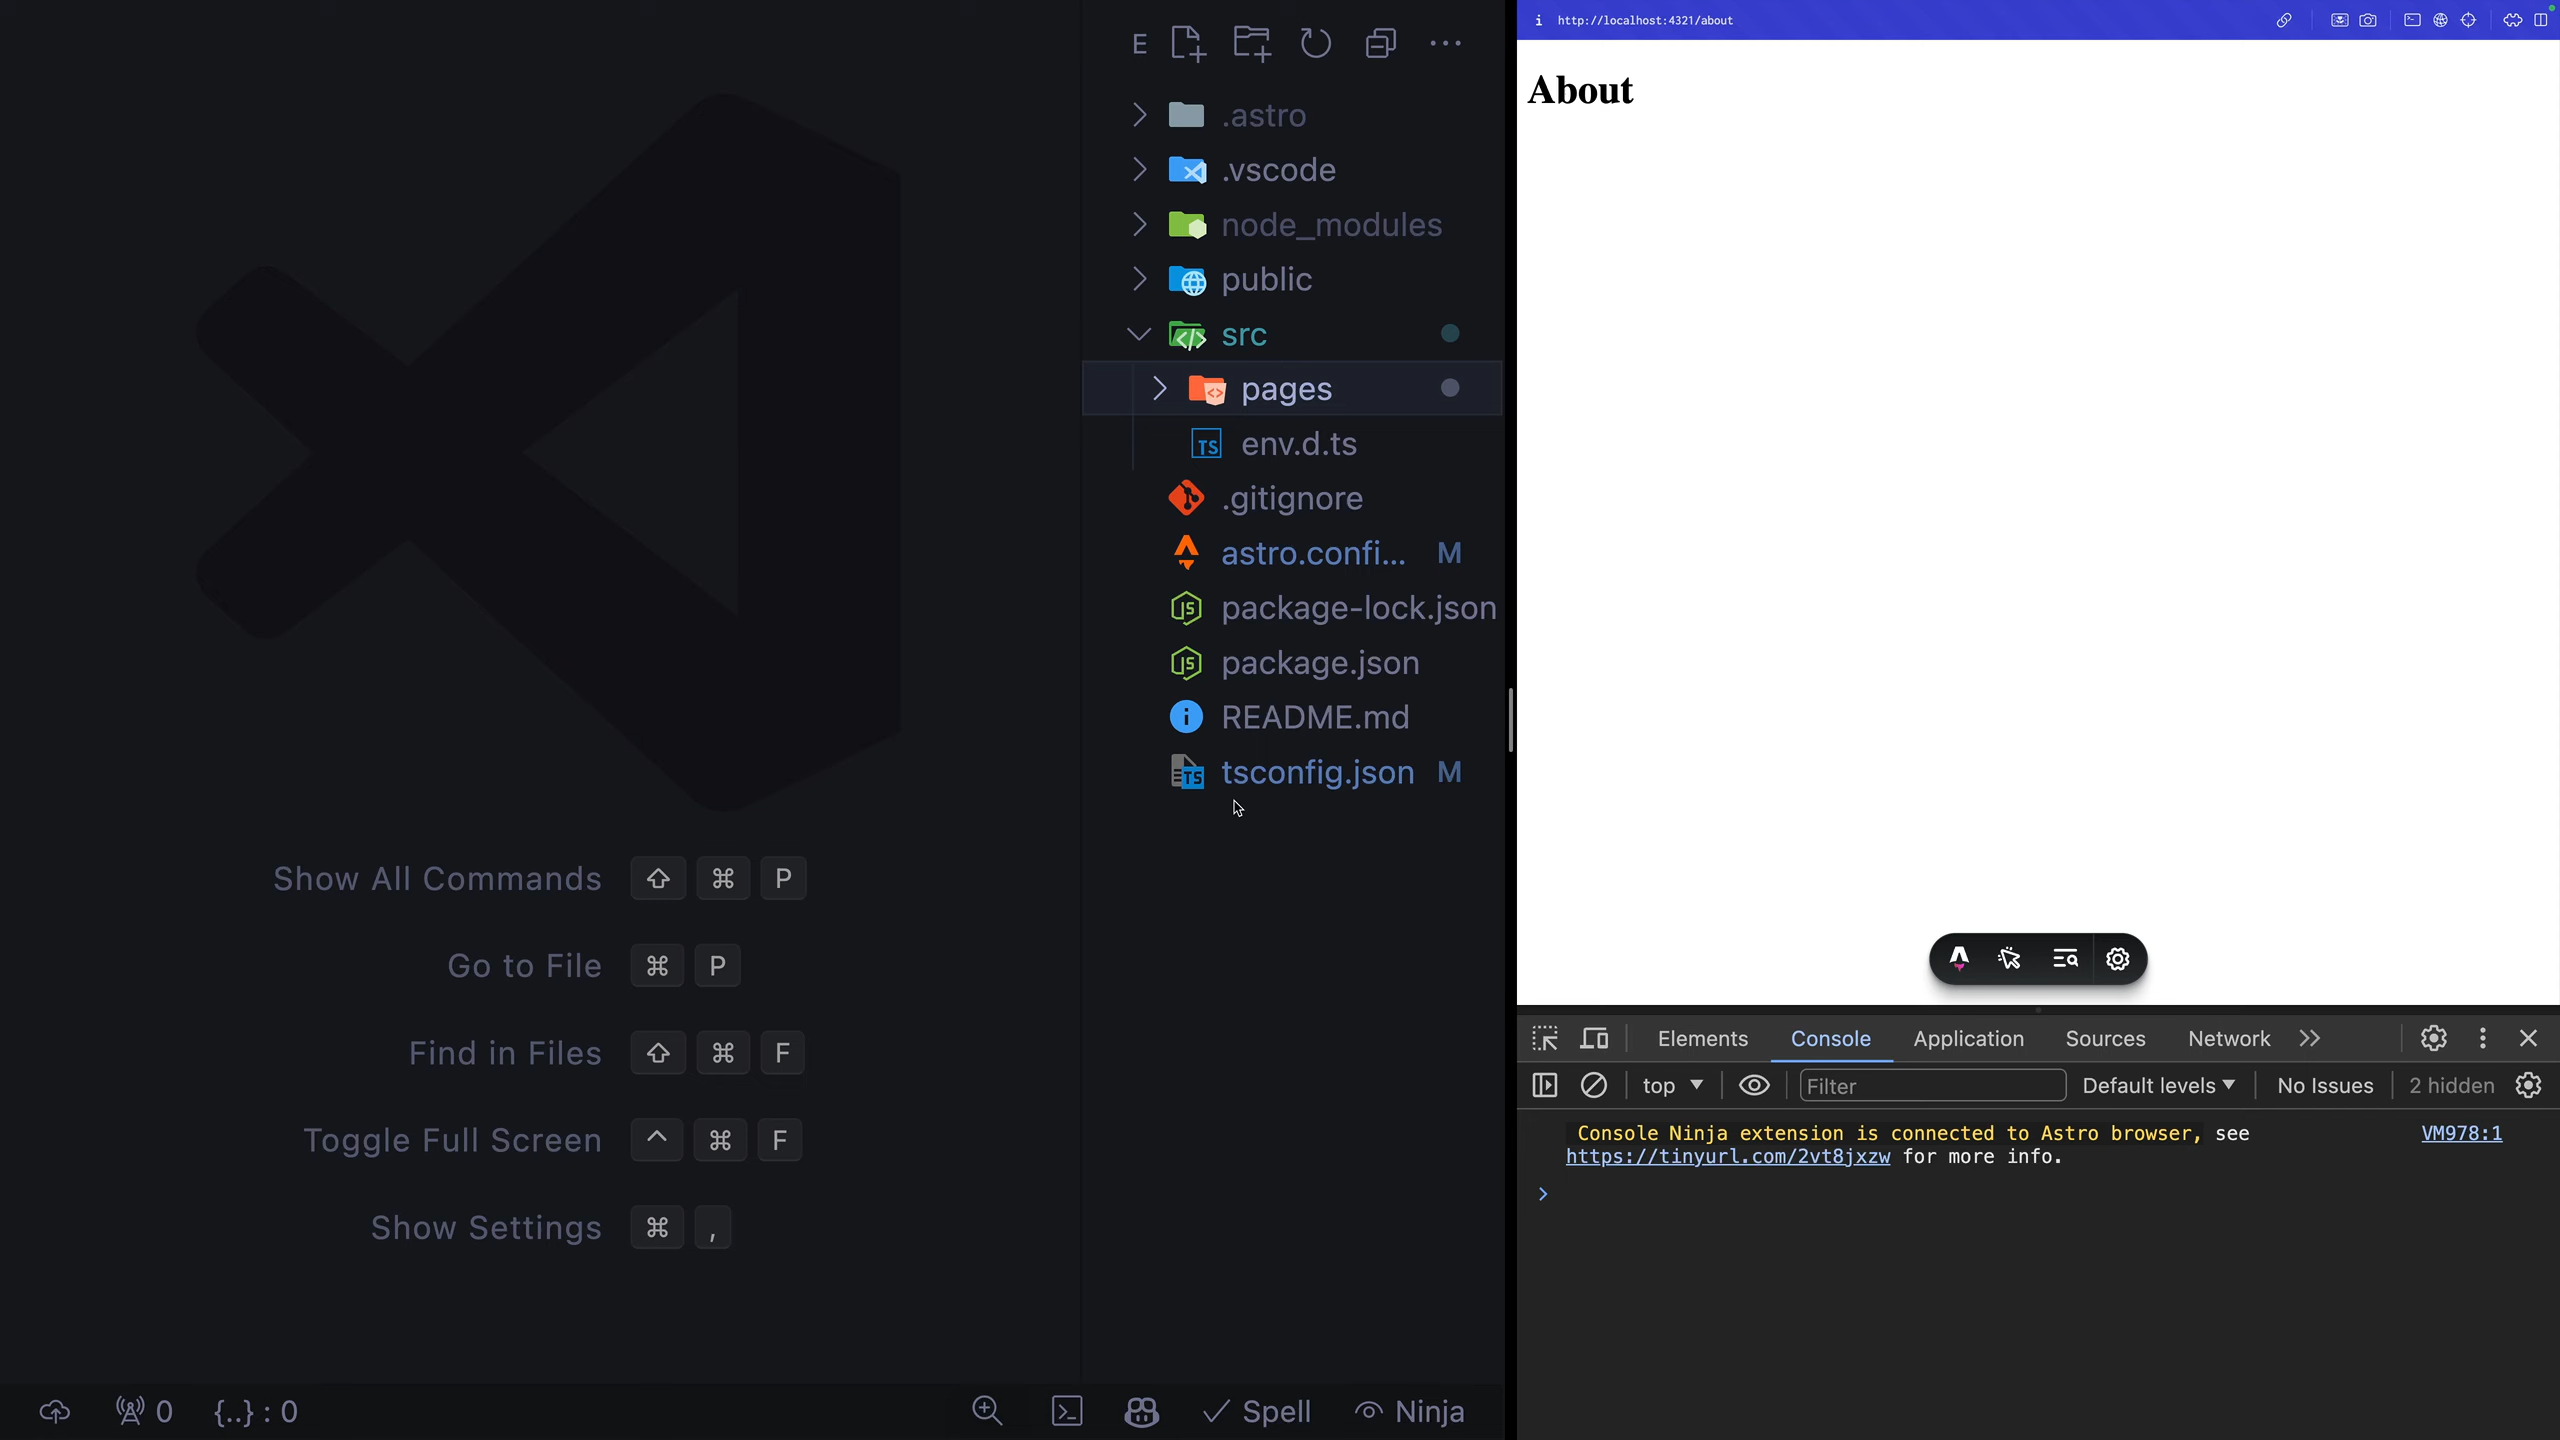 E
.astro
.vscode
node_modules
public
src
pages
env.d.ts
.gitignore
astro.confi... M
package-lock.json
package.json
README.md
tsconfig.json M
Show All Commands ⇧ ⌘ P
Go to File ⌘ P
Find in Files ⇧ ⌘ F
Toggle Full Screen ^ ⌘ F
Show Settings ⌘ ,
0
{..} : 0
Spell
Ninja
i http://localhost:4321/about
About
Elements Console Application Sources Network
top Filter Default levels No Issues 2 hidden
Console Ninja extension is connected to Astro browser, see VM978:1
https://tinyurl.com/2vt8jxzw for more info.